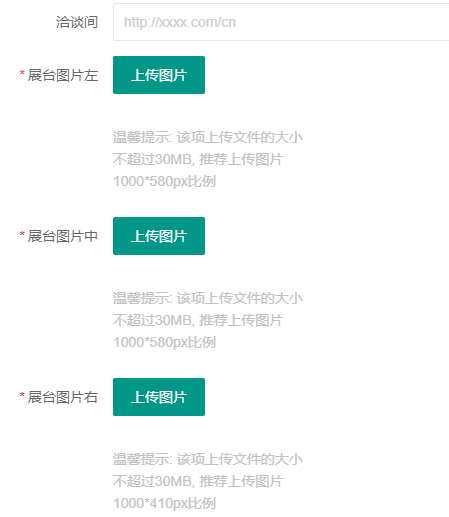 洽谈间 http://xxxx.com/cn
* 展台图片左 上传图片
温馨提示: 该项上传文件的大小
不超过30MB, 推荐上传图片
1000*580px比例
* 展台图片中 上传图片
温馨提示: 该项上传文件的大小
不超过30MB, 推荐上传图片
1000*580px比例
* 展台图片右 上传图片
温馨提示: 该项上传文件的大小
不超过30MB, 推荐上传图片
1000*410px比例